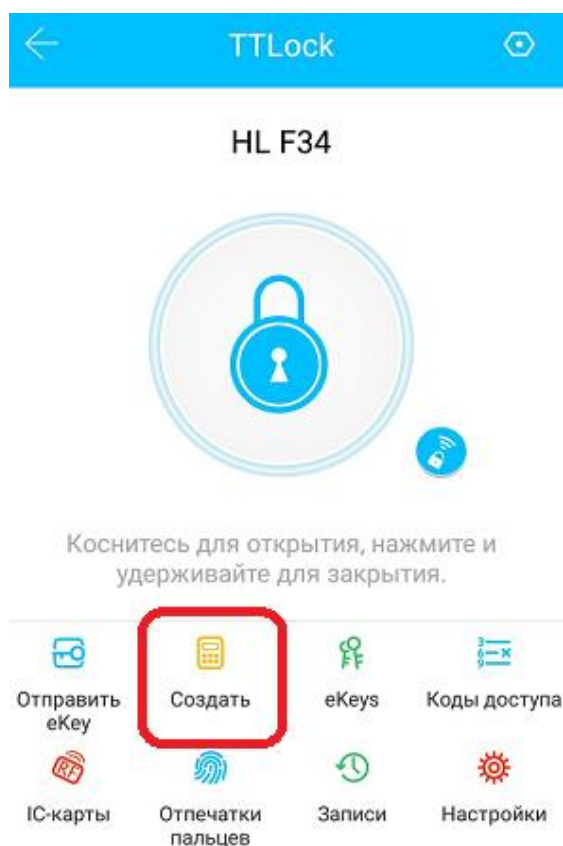 TTLock
HL F34
Коснитесь для открытия, нажмите и
удерживайте для закрытия.
Отправить
eKey
Создать
eKeys
Коды доступа
IC-карты
Отпечатки
пальцев
Записи
Настройки